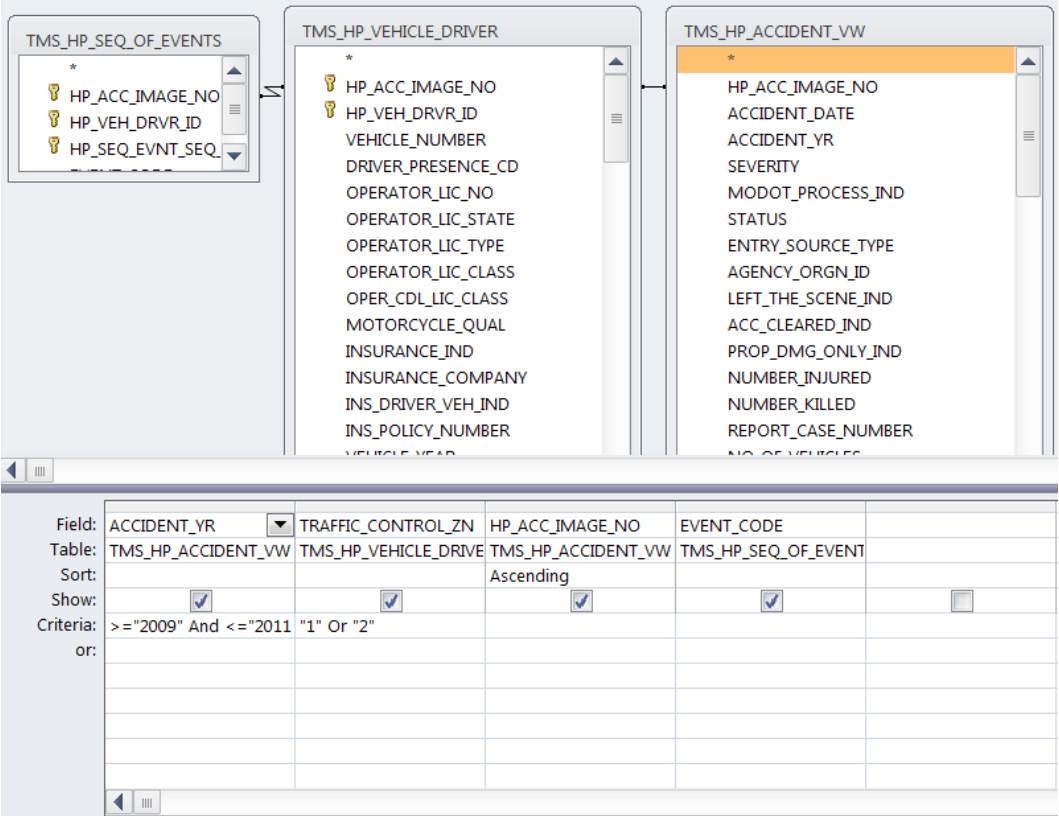 TMS_HP_SEQ_OF_EVENTS
*
HP_ACC_IMAGE_NO
HP_VEH_DRVR_ID
HP_SEQ_EVNT_SEQ_
TMS_HP_VEHICLE_DRIVER
*
HP_ACC_IMAGE_NO
HP_VEH_DRVR_ID
VEHICLE_NUMBER
DRIVER_PRESENCE_CD
OPERATOR_LIC_NO
OPERATOR_LIC_STATE
OPERATOR_LIC_TYPE
OPERATOR_LIC_CLASS
OPER_CDL_LIC_CLASS
MOTORCYCLE_QUAL
INSURANCE_IND
INSURANCE_COMPANY
INS_DRIVER_VEH_IND
INS_POLICY_NUMBER
VEHICLE_YEAR
TMS_HP_ACCIDENT_VW
*
HP_ACC_IMAGE_NO
ACCIDENT_DATE
ACCIDENT_YR
SEVERITY
MODOT_PROCESS_IND
STATUS
ENTRY_SOURCE_TYPE
AGENCY_ORGN_ID
LEFT_THE_SCENE_IND
ACC_CLEARED_IND
PROP_DMG_ONLY_IND
NUMBER_INJURED
NUMBER_KILLED
REPORT_CASE_NUMBER
NO_OF_VEHICLES
Field: ACCIDENT_YR TRAFFIC_CONTROL_ZN HP_ACC_IMAGE_NO EVENT_CODE
Table: TMS_HP_ACCIDENT_VW TMS_HP_VEHICLE_DRIVE TMS_HP_ACCIDENT_VW TMS_HP_SEQ_OF_EVENT
Sort: Ascending
Show:
Criteria: >="2009" And <="2011 "1" Or "2"
or: